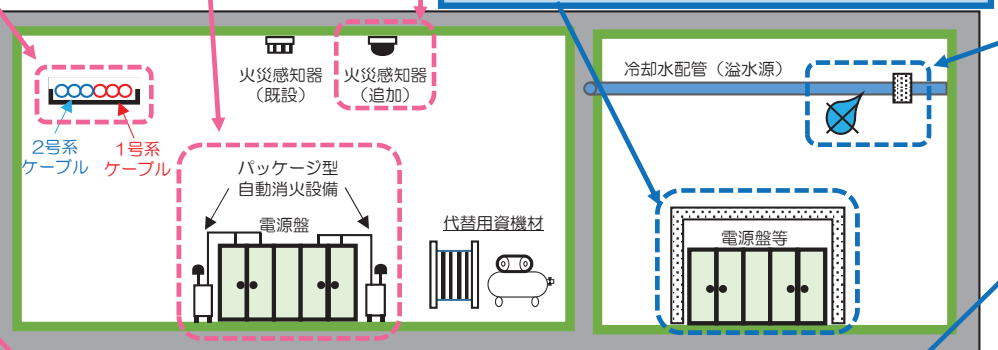 火災感知器
（既設）
火災感知器
（追加）
2号系
ケーブル
1号系
ケーブル
パッケージ型
自動消火設備
電源盤
代替用資機材
冷却水配管（溢水源）
電源盤等